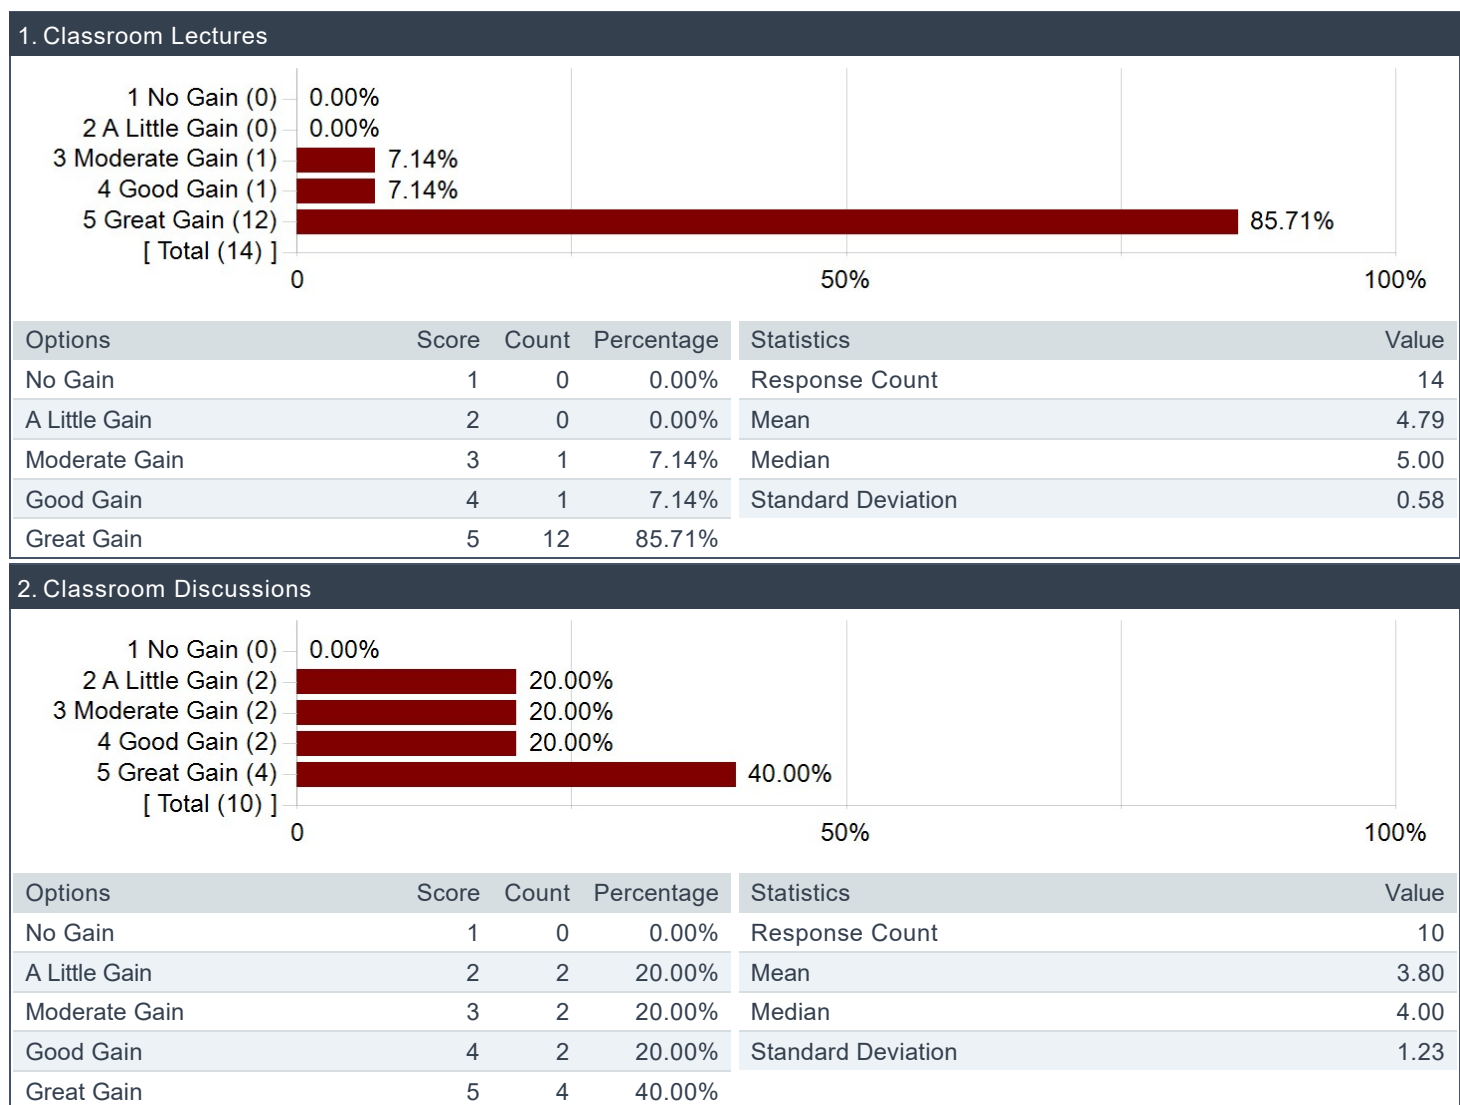 1. Classroom Lectures
1 No Gain (0) 0.00%
2 A Little Gain (0) 0.00%
3 Moderate Gain (1) 7.14%
4 Good Gain (1) 7.14%
5 Great Gain (12) 85.71%
[ Total (14) ]
0 50% 100%
Options Score Count Percentage Statistics Value
No Gain 1 0 0.00% Response Count 14
A Little Gain 2 0 0.00% Mean 4.79
Moderate Gain 3 1 7.14% Median 5.00
Good Gain 4 1 7.14% Standard Deviation 0.58
Great Gain 5 12 85.71%
2. Classroom Discussions
1 No Gain (0) 0.00%
2 A Little Gain (2) 20.00%
3 Moderate Gain (2) 20.00%
4 Good Gain (2) 20.00%
5 Great Gain (4) 40.00%
[ Total (10) ]
0 50% 100%
Options Score Count Percentage Statistics Value
No Gain 1 0 0.00% Response Count 10
A Little Gain 2 2 20.00% Mean 3.80
Moderate Gain 3 2 20.00% Median 4.00
Good Gain 4 2 20.00% Standard Deviation 1.23
Great Gain 5 4 40.00%